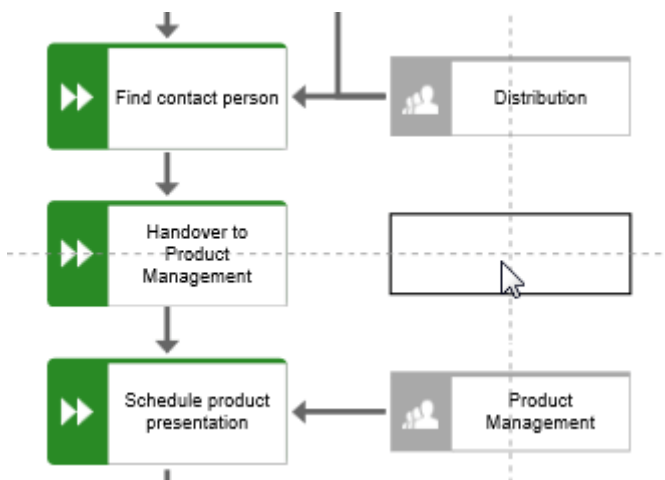 Find contact person
Distribution
Handover to
Product
Management
Schedule product
presentation
Product
Management